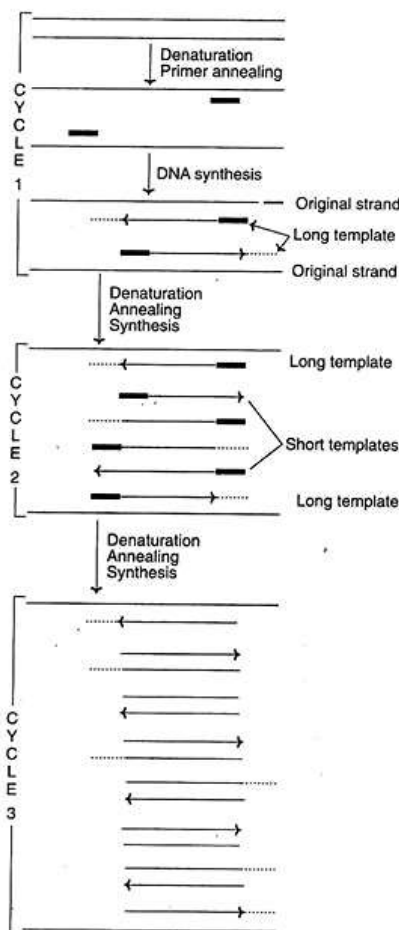 Denaturation
Primer annealing
CYCLE 1
DNA synthesis
Original strand
Long template
Original strand
Denaturation
Annealing
Synthesis
CYCLE 2
Long template
Short templates
Long template
Denaturation
Annealing
Synthesis
CYCLE 3